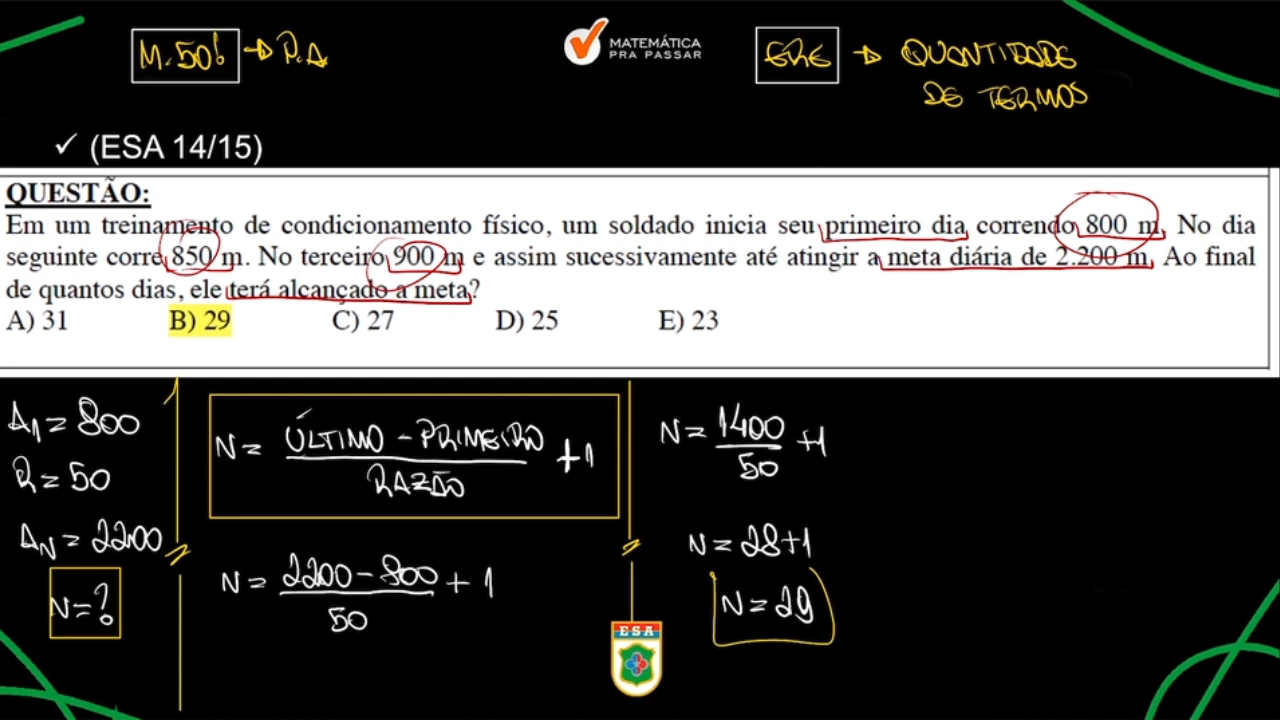 M.50! → P.A
MATEMÁTICA
PRA PASSAR
→ QUANTIDADE
DE TERMOS
✓ (ESA 14/15)
QUESTÃO:
Em um treinamento de condicionamento físico, um soldado inicia seu primeiro dia correndo 800 m. No dia
seguinte corre 850 m. No terceiro 900 m e assim sucessivamente até atingir a meta diária de 2.200 m. Ao final
de quantos dias, ele terá alcançado a meta?
A) 31 B) 29 C) 27 D) 25 E) 23
A1 = 800
R = 50
AN = 2200
N = ?
N = ÚLTIMO - PRIMEIRO / RAZÃO + 1
N = 2200 - 800 / 50 + 1
N = 1400 / 50 + 1
N = 28+1
N = 29
ESA